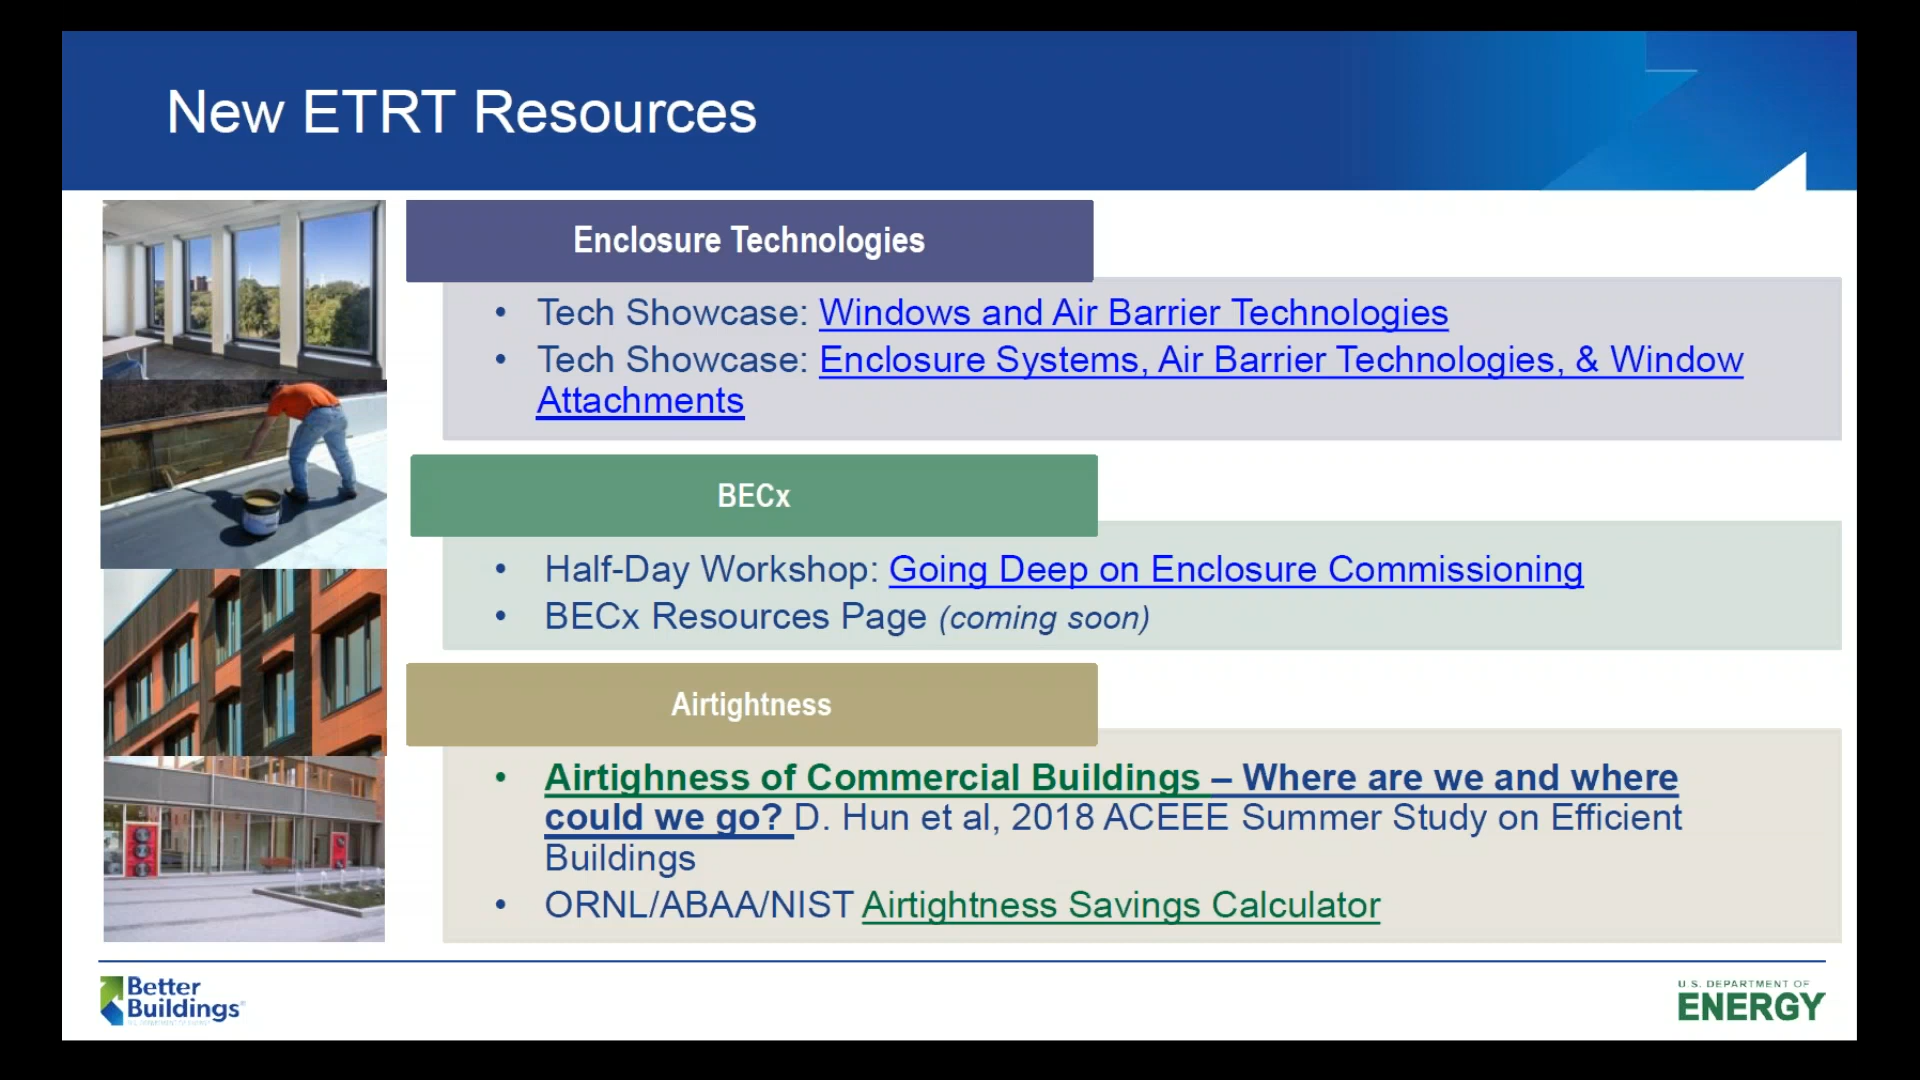 New ETRT Resources
Enclosure Technologies
• Tech Showcase: Windows and Air Barrier Technologies
• Tech Showcase: Enclosure Systems, Air Barrier Technologies, & Window
Attachments
BECx
• Half-Day Workshop: Going Deep on Enclosure Commissioning
• BECx Resources Page (coming soon)
Airtightness
• Airtighness of Commercial Buildings – Where are we and where
could we go? D. Hun et al, 2018 ACEEE Summer Study on Efficient
Buildings
• ORNL/ABAA/NIST Airtightness Savings Calculator
Better
Buildings
U.S. DEPARTMENT OF
ENERGY